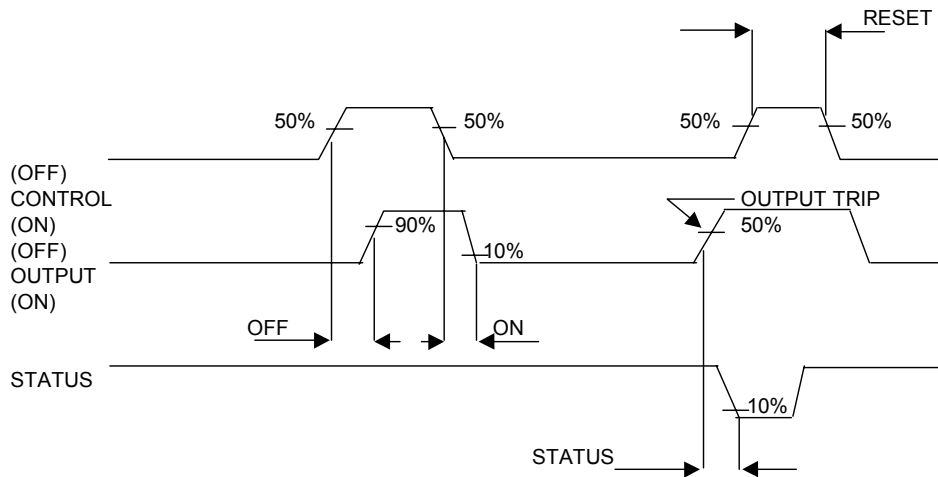 RESET
50% 50% 50% 50%
(OFF)
CONTROL
(ON)
OUTPUT TRIP
90% 50%
(OFF)
10%
OUTPUT
(ON)
OFF ON
STATUS
10%
STATUS